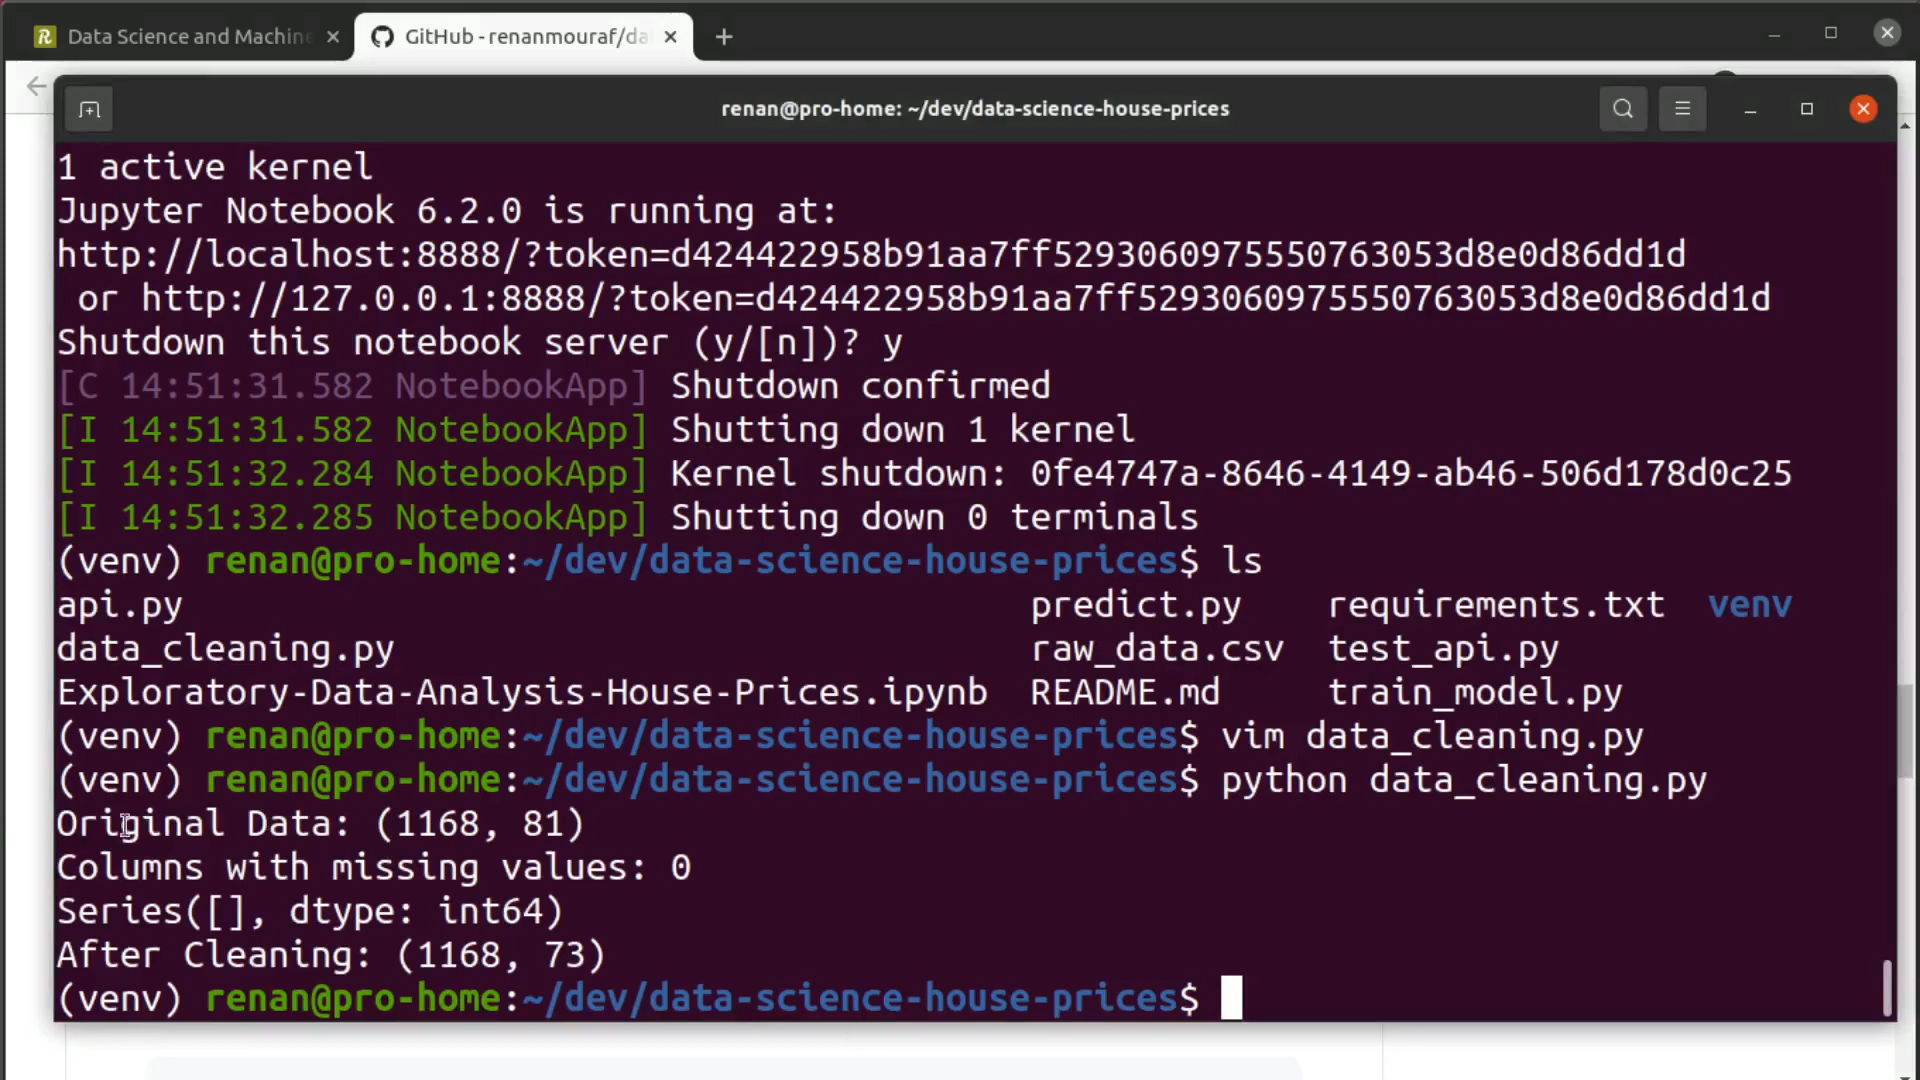 Data Science and Machin
GitHub - renanmouraf/da
renan@pro-home: ~/dev/data-science-house-prices
1 active kernel
Jupyter Notebook 6.2.0 is running at:
http://localhost:8888/?token=d424422958b91aa7ff5293060975550763053d8e0d86dd1d
or http://127.0.0.1:8888/?token=d424422958b91aa7ff5293060975550763053d8e0d86dd1d
Shutdown this notebook server (y/[n])? y
[C 14:51:31.582 NotebookApp] Shutdown confirmed
[I 14:51:31.582 NotebookApp] Shutting down 1 kernel
[I 14:51:32.284 NotebookApp] Kernel shutdown: 0fe4747a-8646-4149-ab46-506d178d0c25
[I 14:51:32.285 NotebookApp] Shutting down 0 terminals
(venv) renan@pro-home:~/dev/data-science-house-prices$ ls
api.py predict.py requirements.txt venv
data_cleaning.py raw_data.csv test_api.py
Exploratory-Data-Analysis-House-Prices.ipynb README.md train_model.py
(venv) renan@pro-home:~/dev/data-science-house-prices$ vim data_cleaning.py
(venv) renan@pro-home:~/dev/data-science-house-prices$ python data_cleaning.py
Original Data: (1168, 81)
Columns with missing values: 0
Series([], dtype: int64)
After Cleaning: (1168, 73)
(venv) renan@pro-home:~/dev/data-science-house-prices$